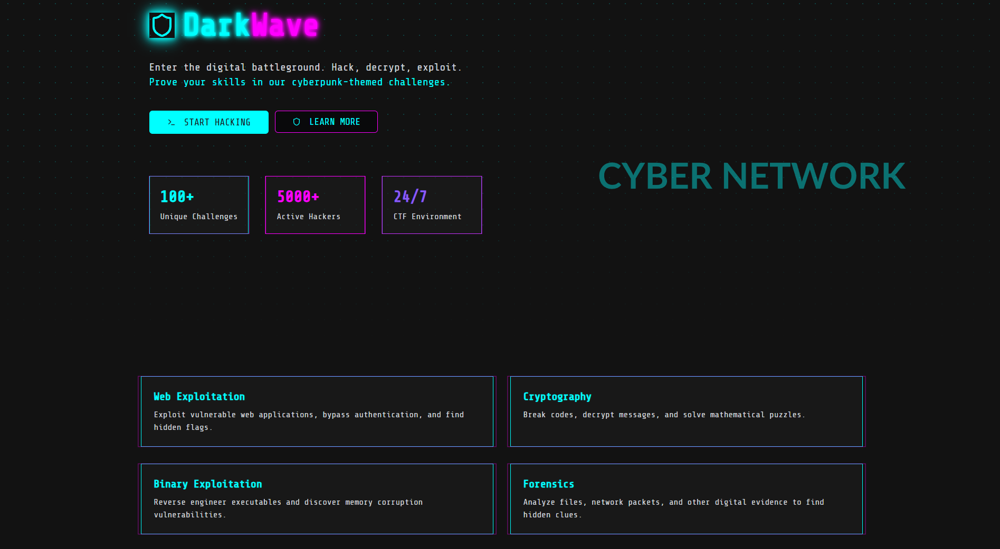 DarkWave
Enter the digital battleground. Hack, decrypt, exploit.
Prove your skills in our cyberpunk-themed challenges.
START HACKING
LEARN MORE
CYBER NETWORK
100+
Unique Challenges
5000+
Active Hackers
24/7
CTF Environment
Web Exploitation
Exploit vulnerable web applications, bypass authentication, and find
hidden flags.
Cryptography
Break codes, decrypt messages, and solve mathematical puzzles.
Binary Exploitation
Reverse engineer executables and discover memory corruption
vulnerabilities.
Forensics
Analyze files, network packets, and other digital evidence to find
hidden clues.